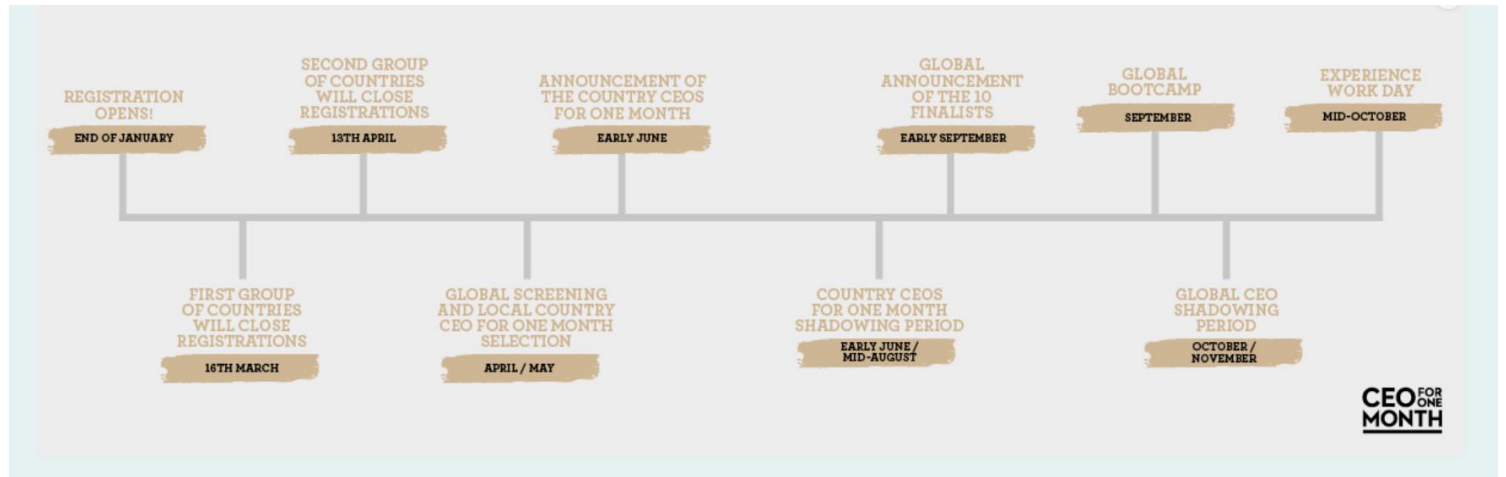 REGISTRATION
OPENS!
END OF JANUARY
SECOND GROUP
OF COUNTRIES
WILL CLOSE
REGISTRATIONS
13TH APRIL
ANNOUNCEMENT OF
THE COUNTRY CEOS
FOR ONE MONTH
EARLY JUNE
GLOBAL
ANNOUNCEMENT
OF THE 10
FINALISTS
EARLY SEPTEMBER
GLOBAL
BOOTCAMP
SEPTEMBER
EXPERIENCE
WORK DAY
MID-OCTOBER
FIRST GROUP
OF COUNTRIES
WILL CLOSE
REGISTRATIONS
16TH MARCH
GLOBAL SCREENING
AND LOCAL COUNTRY
CEO FOR ONE MONTH
SELECTION
APRIL / MAY
COUNTRY CEOS
FOR ONE MONTH
SHADOWING PERIOD
EARLY JUNE /
MID-AUGUST
GLOBAL CEO
SHADOWING
PERIOD
OCTOBER /
NOVEMBER
CEO FOR ONE
MONTH